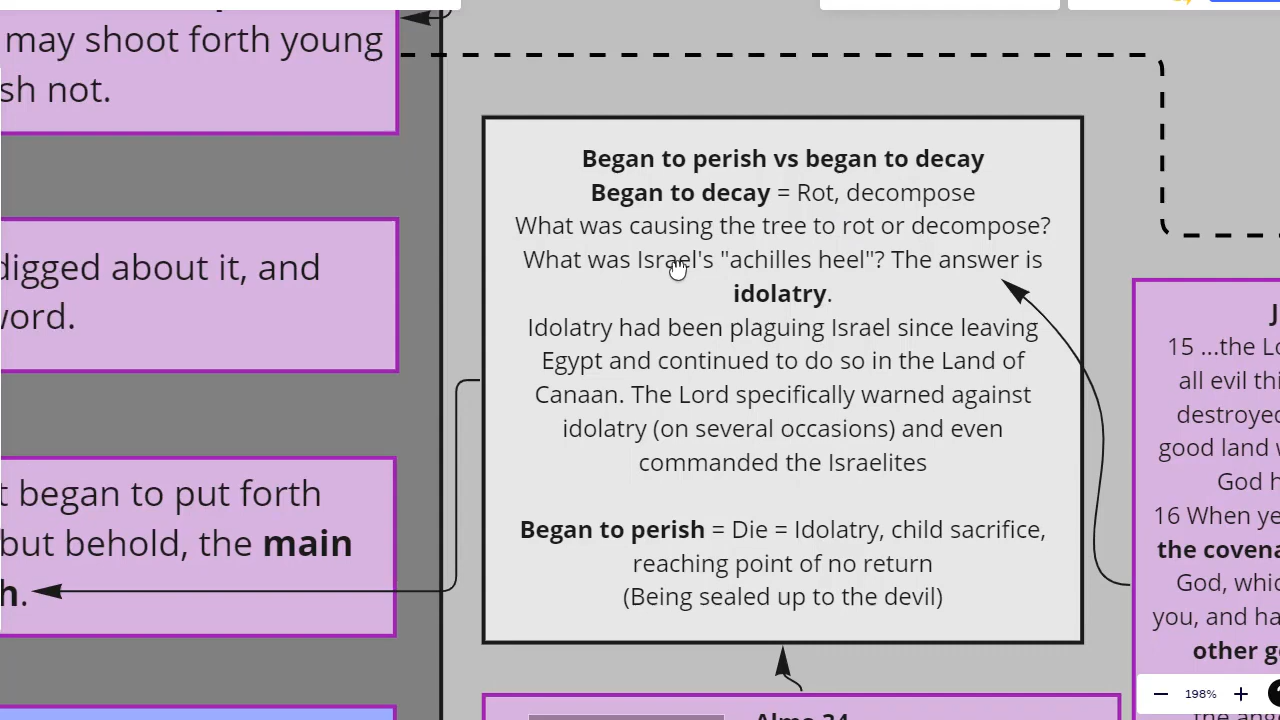 may shoot forth young
sh not.
digged about it, and
word.
t began to put forth
but behold, the main
h.
Began to perish vs began to decay
Began to decay = Rot, decompose
What was causing the tree to rot or decompose?
What was Israel's "achilles heel"? The answer is
idolatry.
Idolatry had been plaguing Israel since leaving
Egypt and continued to do so in the Land of
Canaan. The Lord specifically warned against
idolatry (on several occasions) and even
commanded the Israelites
Began to perish = Die = Idolatry, child sacrifice,
reaching point of no return
(Being sealed up to the devil)
Alma 34
J
15 ...the Lo
all evil thi
destroyed
good land w
God h
16 When ye
the covena
God, whic
you, and ha
other go
198%